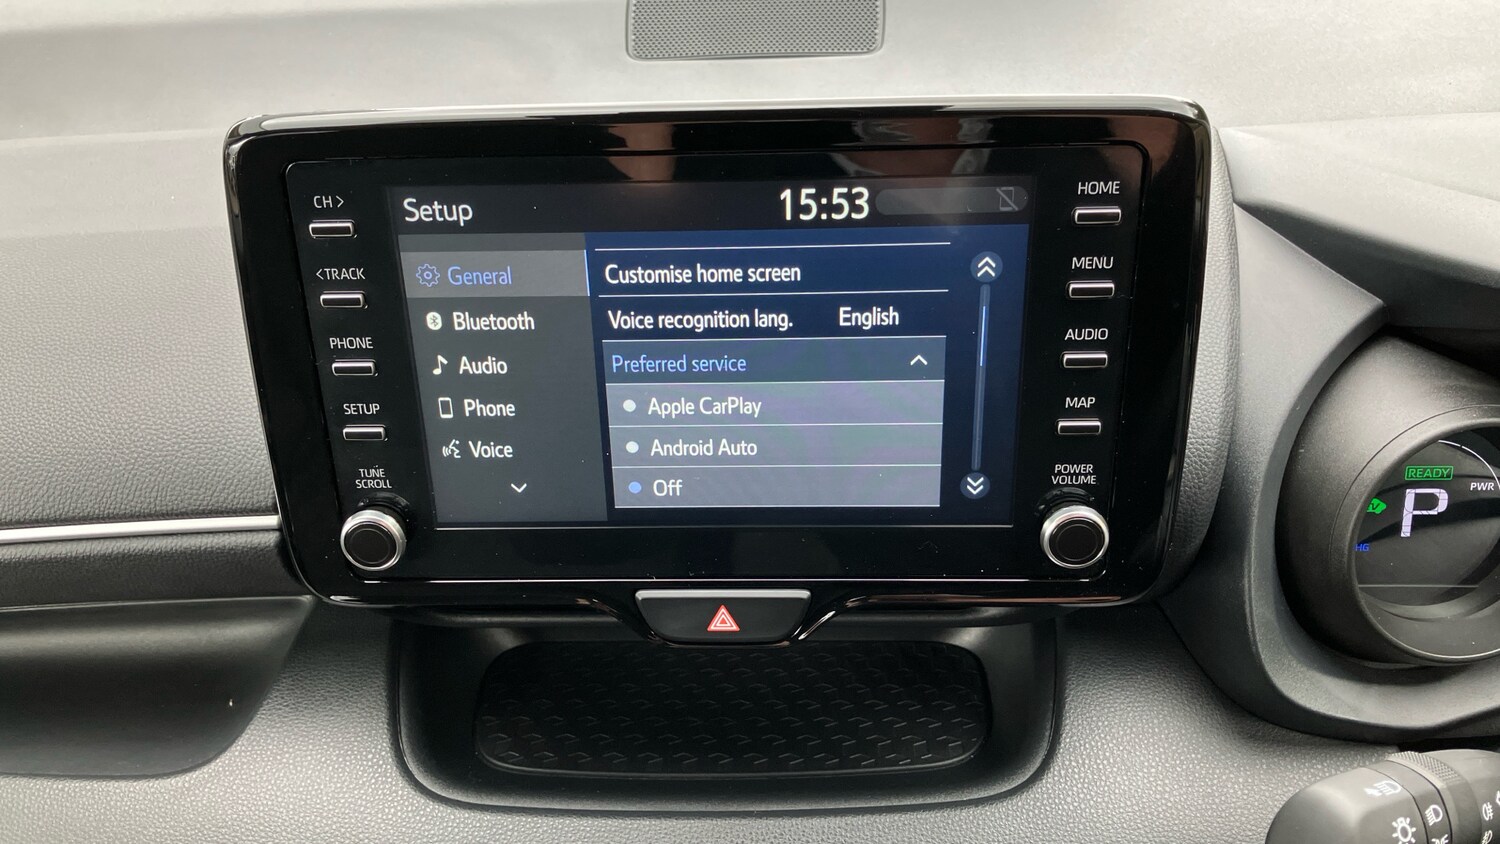 CH >
<TRACK
PHONE
SETUP
TUNE
SCROLL
Setup
15:53
General
Bluetooth
Audio
Phone
Voice
Customise home screen
Voice recognition lang. English
Preferred service
Apple CarPlay
Android Auto
Off
HOME
MENU
AUDIO
MAP
POWER
VOLUME
READY
PWR
P